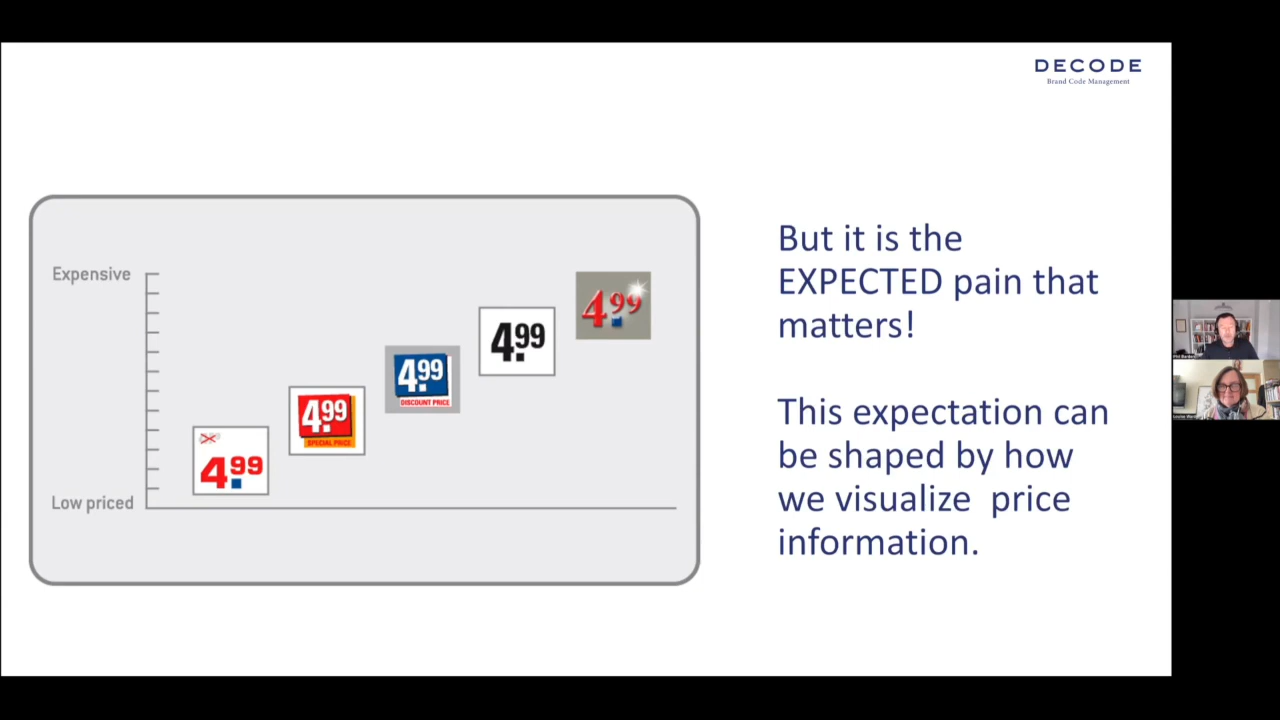 DECODE
Brand Code Management
Expensive
Low priced
4.99
4.99
SPECIAL PRICE
4.99
DISCOUNT PRICE
4.99
4.99
But it is the
EXPECTED pain that
matters!
This expectation can
be shaped by how
we visualize price
information.
Phil Barden